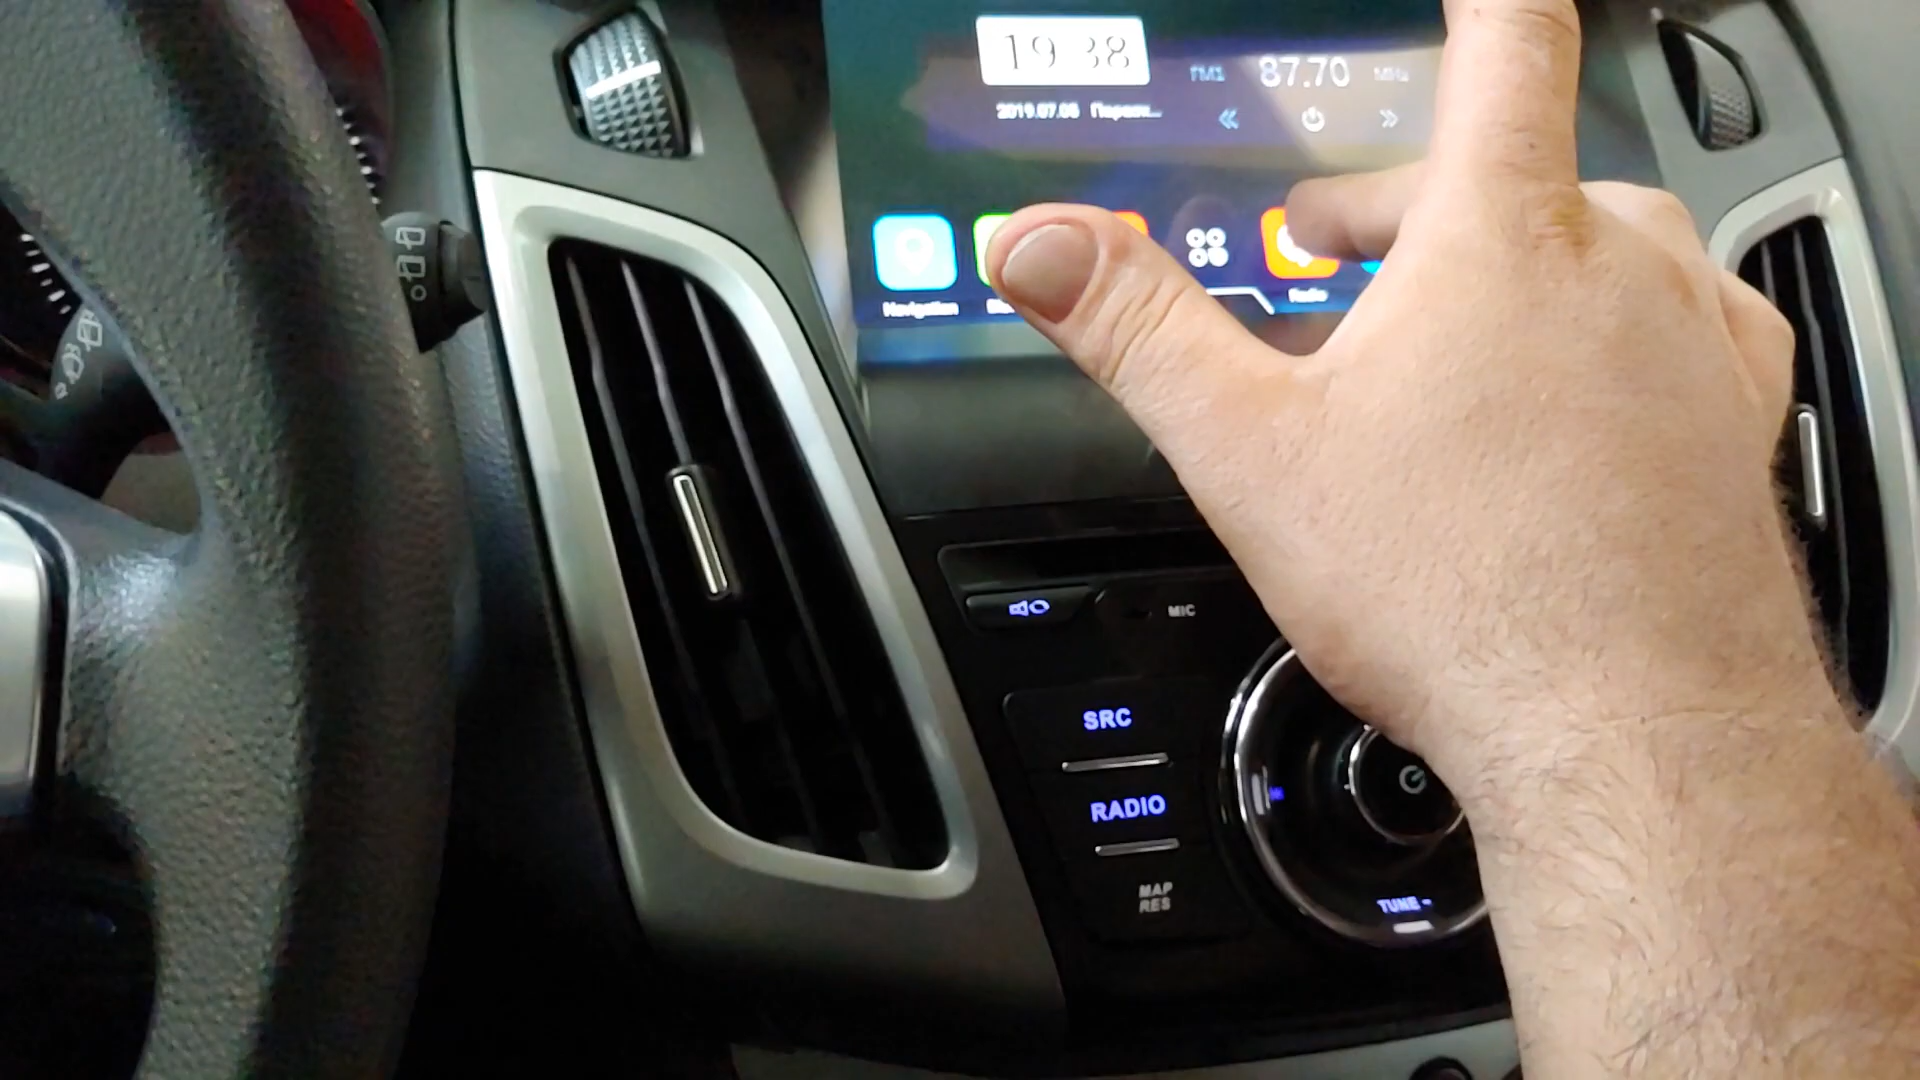 19 38
FM1 87.70 MHz
2019.07.08
Navigation
Radio
MIC
SRC
RADIO
MAP
RES
TUNE -